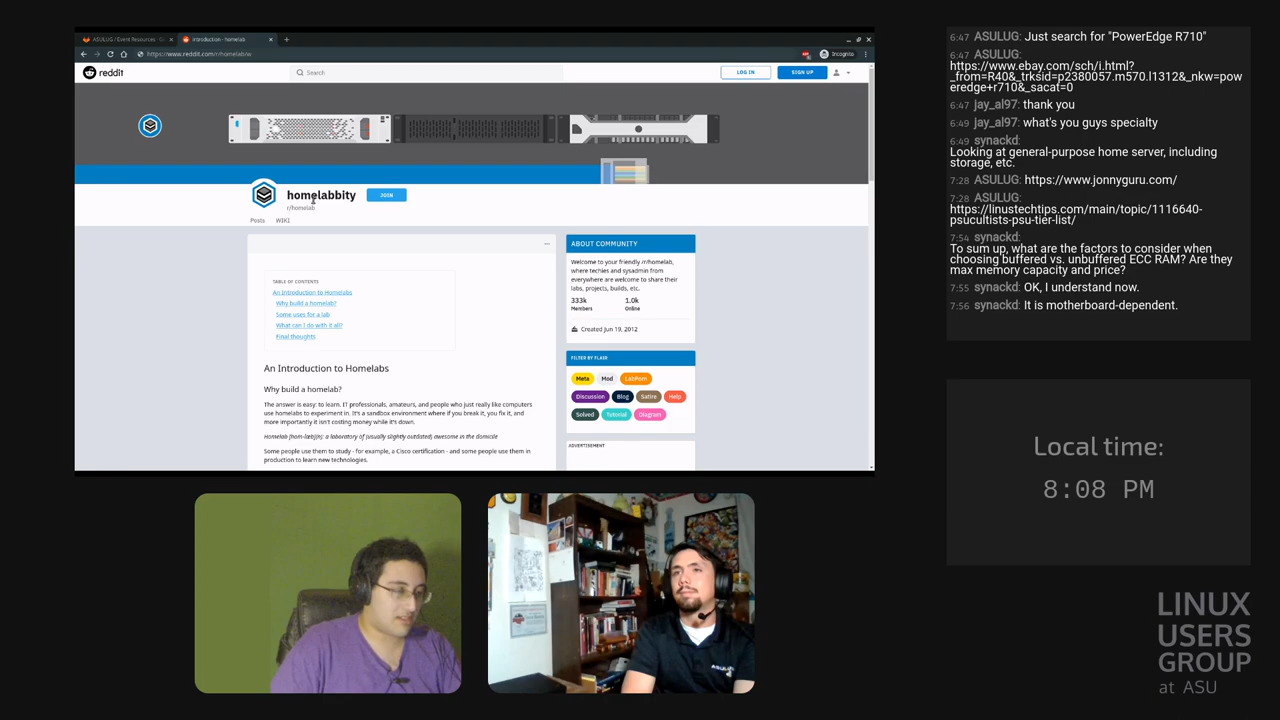 ASULUG / Event Resources · G
Introduction - homelab
https://www.reddit.com/r/homelab/w
Incognito
reddit
Search
LOG IN
SIGN UP
homelabbity
JOIN
r/homelab
Posts
WIKI
TABLE OF CONTENTS
An Introduction to Homelabs
Why build a homelab?
Some uses for a lab
What can I do with it all?
Final thoughts
An Introduction to Homelabs
Why build a homelab?
The answer is easy: to learn. IT professionals, amateurs, and people who just really like computers
use homelabs to experiment in. It's a sandbox environment where if you break it, you fix it, and
more importantly it isn't costing money while it's down.
Homelab [hom-læb](n): a laboratory of (usually slightly outdated) awesome in the domicile
Some people use them to study - for example, a Cisco certification - and some people use them in
production to learn new technologies.
ABOUT COMMUNITY
Welcome to your friendly /r/homelab,
where techies and sysadmin from
everywhere are welcome to share their
labs, projects, builds, etc.
333k
1.0k
Members
Online
Created Jun 19, 2012
FILTER BY FLAIR
Meta
Mod
LabPorn
Discussion
Blog
Satire
Help
Solved
Tutorial
Diagram
ADVERTISEMENT
6:47 ASULUG: Just search for "PowerEdge R710"
6:47 ASULUG:
https://www.ebay.com/sch/i.html?
_from=R40&_trksid=p2380057.m570.l1312&_nkw=pow
eredge+r710&_sacat=0
6:47 jay_al97: thank you
6:49 jay_al97: what's you guys specialty
6:49 synackd:
Looking at general-purpose home server, including
storage, etc.
7:28 ASULUG: https://www.jonnyguru.com/
7:28 ASULUG:
https://linustechtips.com/main/topic/1116640-
psucultists-psu-tier-list/
7:54 synackd:
To sum up, what are the factors to consider when
choosing buffered vs. unbuffered ECC RAM? Are they
max memory capacity and price?
7:55 synackd: OK, I understand now.
7:56 synackd: It is motherboard-dependent.
Local time:
8:08 PM
ASULUG
LINUX
USERS
GROUP
at ASU